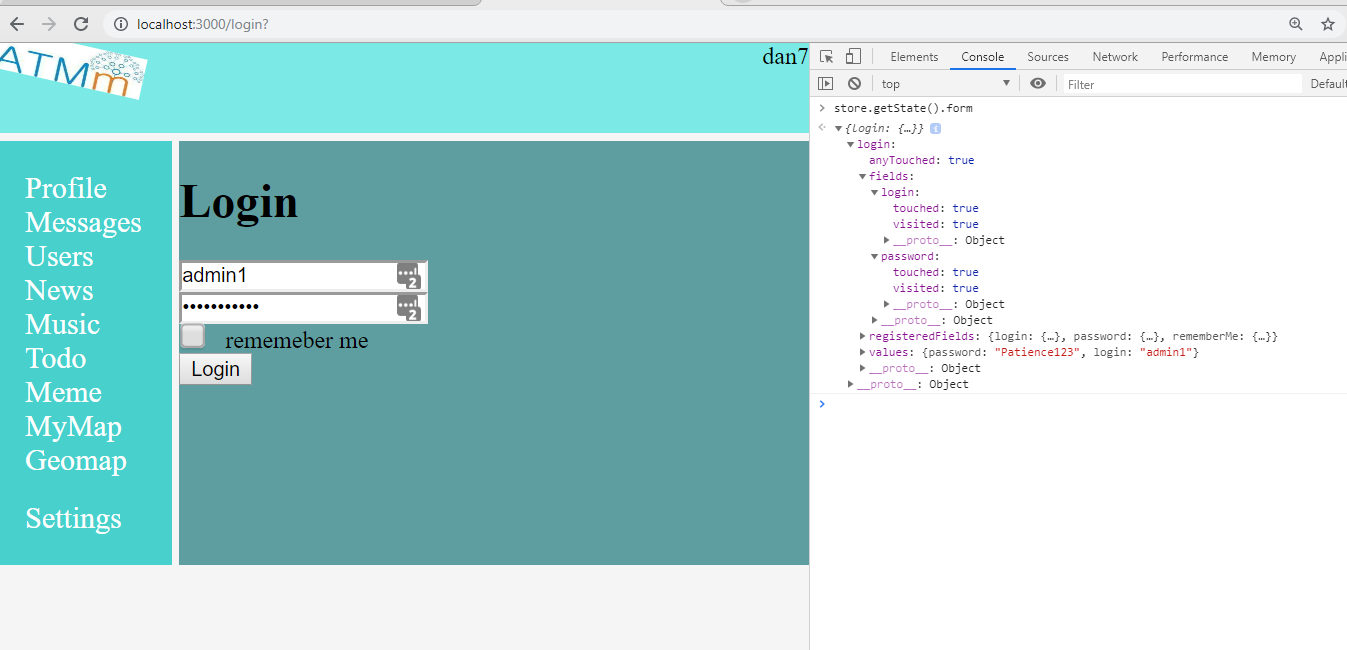 localhost:3000/login?
ATMm
dan7
Profile
Messages
Users
News
Music
Todo
Meme
MyMap
Geomap
Settings
Login
admin1
2
•••••••••••
2
rememeber me
Login
Elements Console Sources Network Performance Memory Appli
top Filter Default
store.getState().form
{login: {…}} i
login:
anyTouched: true
fields:
login:
touched: true
visited: true
__proto__: Object
password:
touched: true
visited: true
__proto__: Object
__proto__: Object
registeredFields: {login: {…}, password: {…}, rememberMe: {…}}
values: {password: "Patience123", login: "admin1"}
__proto__: Object
__proto__: Object